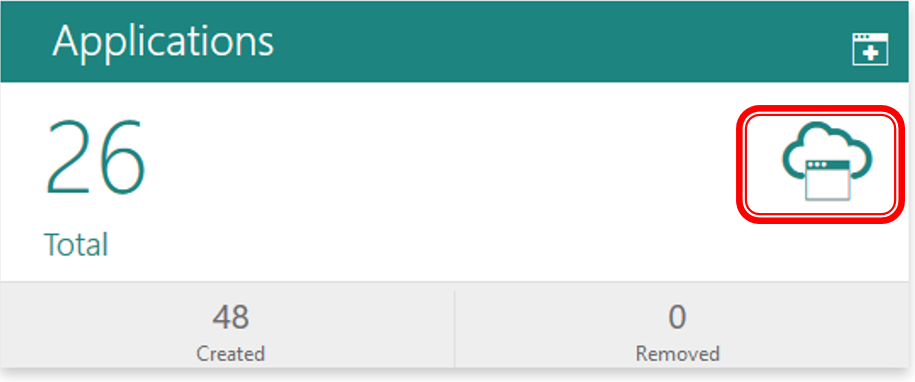 Applications
26
Total
48
Created
0
Removed